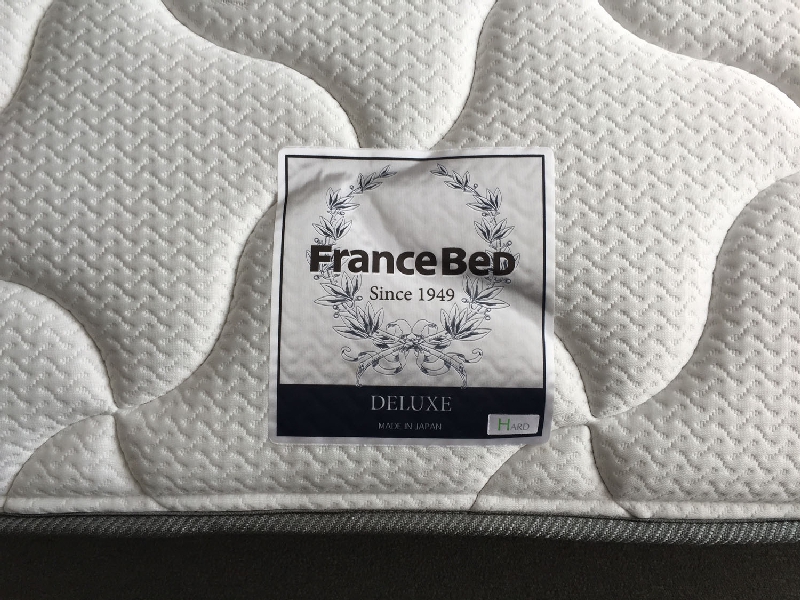 FranceBed
Since 1949
DELUXE
MADE IN JAPAN
HARD